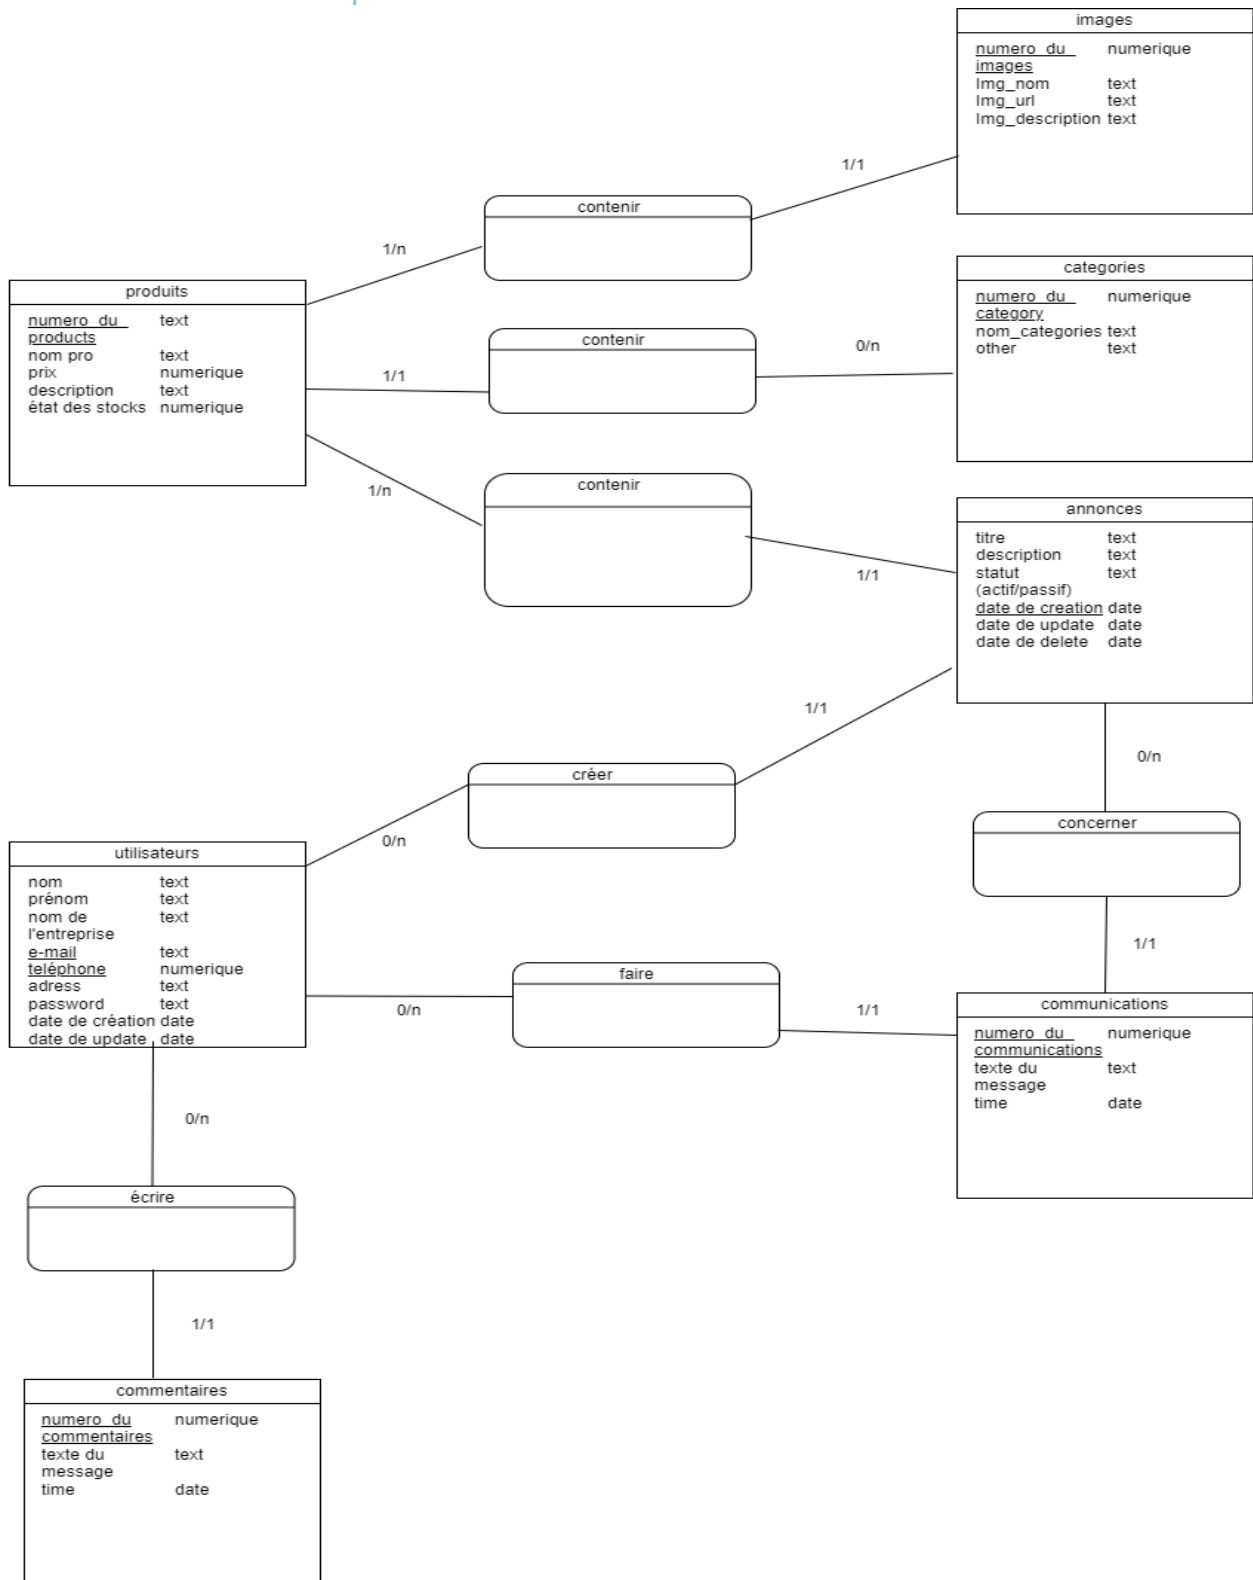 images
numero_du_ numerique
images
Img_nom text
Img_url text
Img_description text
1/1
contenir
1/n
categories
numero_du_ numerique
category
nom_categories text
other text
produits
numero_du_ text
products
nom pro text
prix numerique
description text
état des stocks numerique
contenir
0/n
1/1
contenir
1/n
annonces
titre text
description text
statut text
(actif/passif)
date de creation date
date de update date
date de delete date
1/1
1/1
0/n
créer
0/n
concerner
utilisateurs
nom text
prénom text
nom de text
l'entreprise
e-mail text
teléphone numerique
adress text
password text
date de création date
date de update date
1/1
faire
0/n
1/1
communications
numero_du_ numerique
communications
texte du text
message
time date
0/n
écrire
1/1
commentaires
numero_du numerique
commentaires
texte du text
message
time date